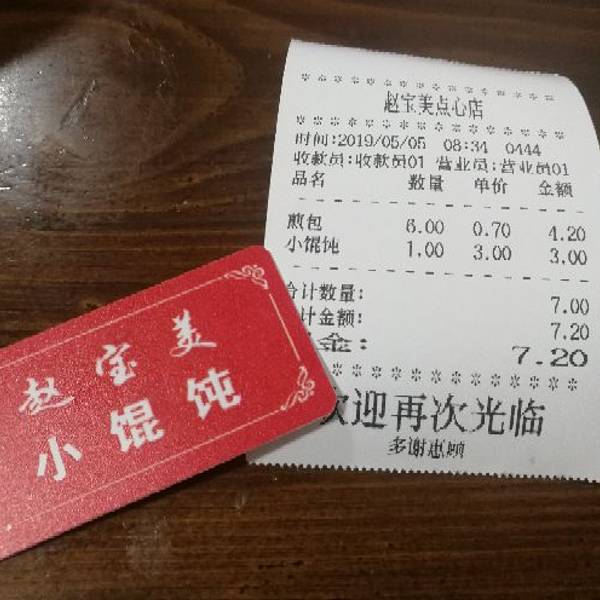 赵宝美点心店
时间:2019/05/05 08:34 0444
收款员:收款员01 营业员:营业员01
品名 数量 单价 金额
煎包 6.00 0.70 4.20
小馄饨 1.00 3.00 3.00
合计数量: 7.00
计金额: 7.20
金: 7.20
欢迎再次光临
多谢惠顾
赵宝美
小馄饨